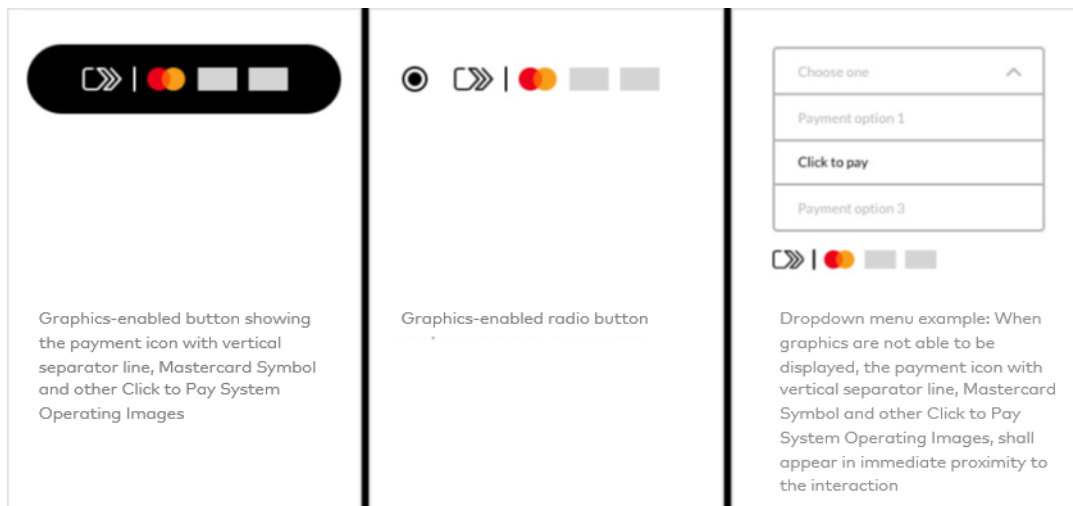 Graphics-enabled button showing
the payment icon with vertical
separator line, Mastercard Symbol
and other Click to Pay System
Operating Images
Graphics-enabled radio button
Choose one
Payment option 1
Click to pay
Payment option 3
Dropdown menu example: When
graphics are not able to be
displayed, the payment icon with
vertical separator line, Mastercard
Symbol and other Click to Pay
System Operating Images, shall
appear in immediate proximity to
the interaction